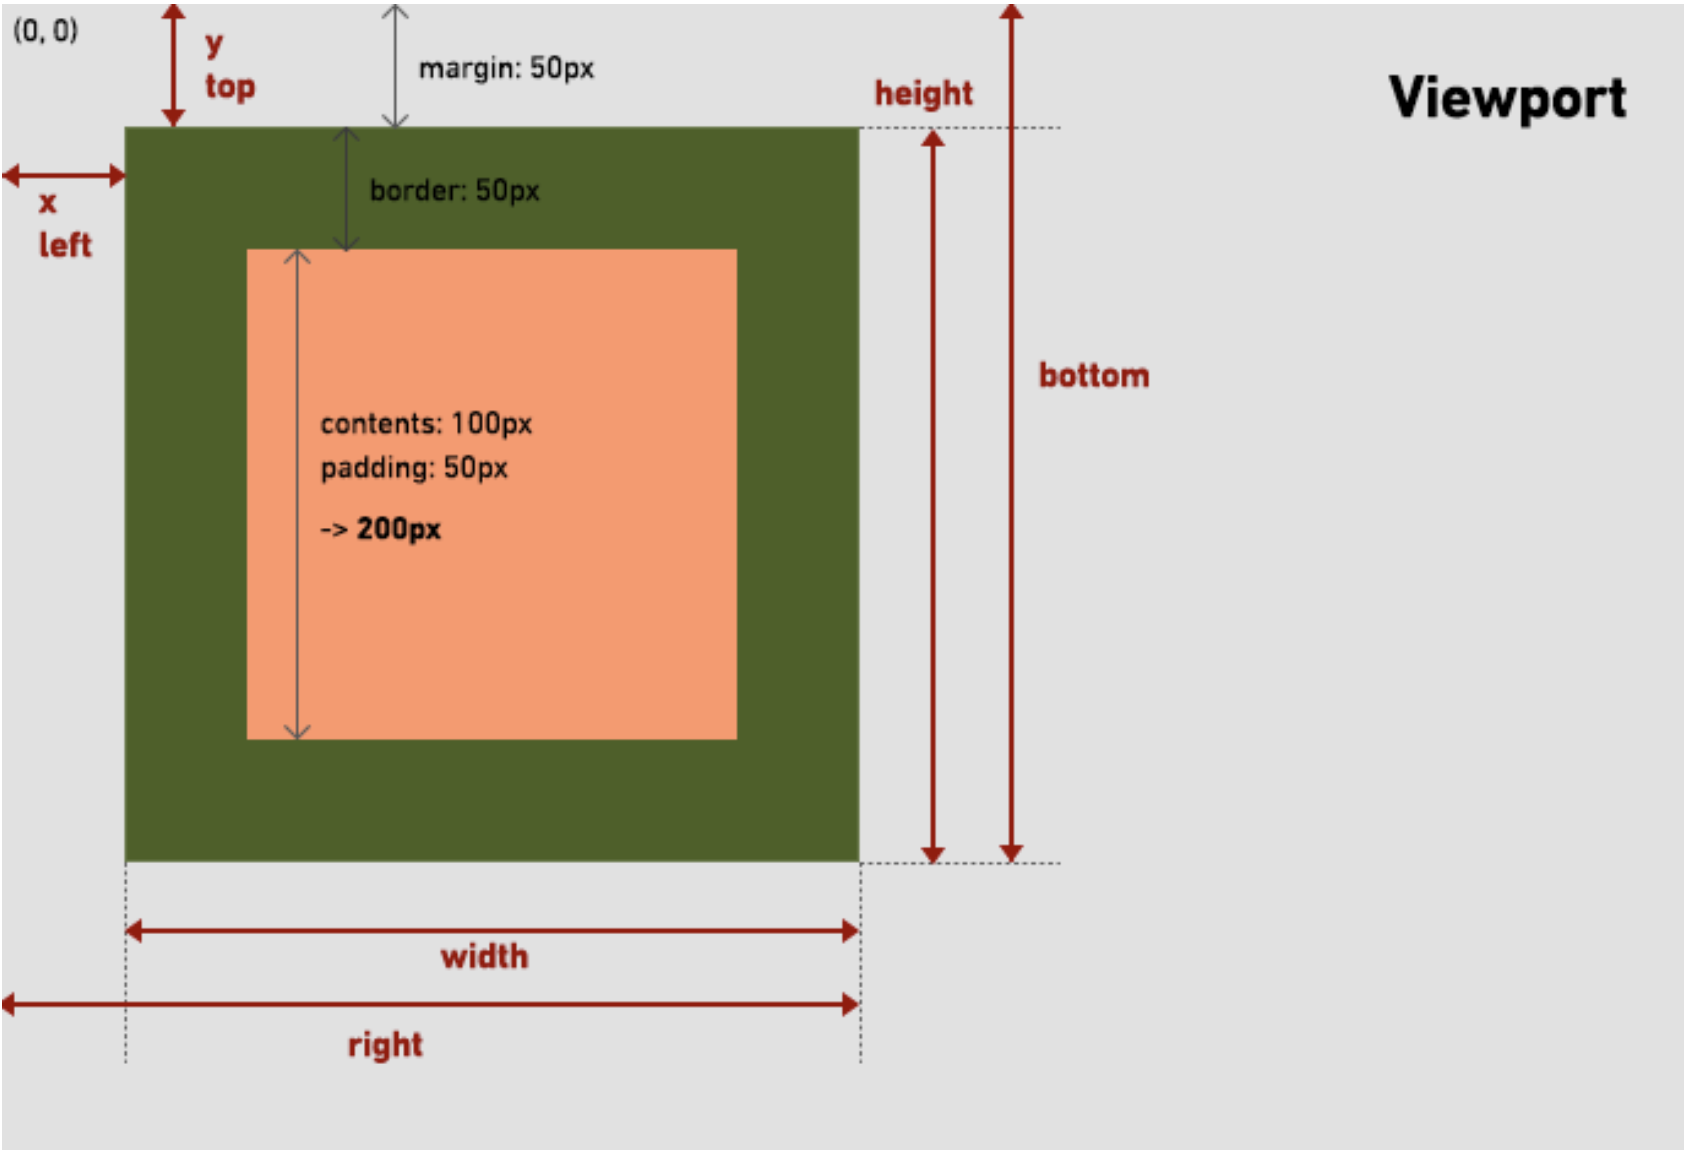 (0, 0)
y
top
margin: 50px
height
Viewport
x
left
border: 50px
bottom
contents: 100px
padding: 50px
-> 200px
width
right